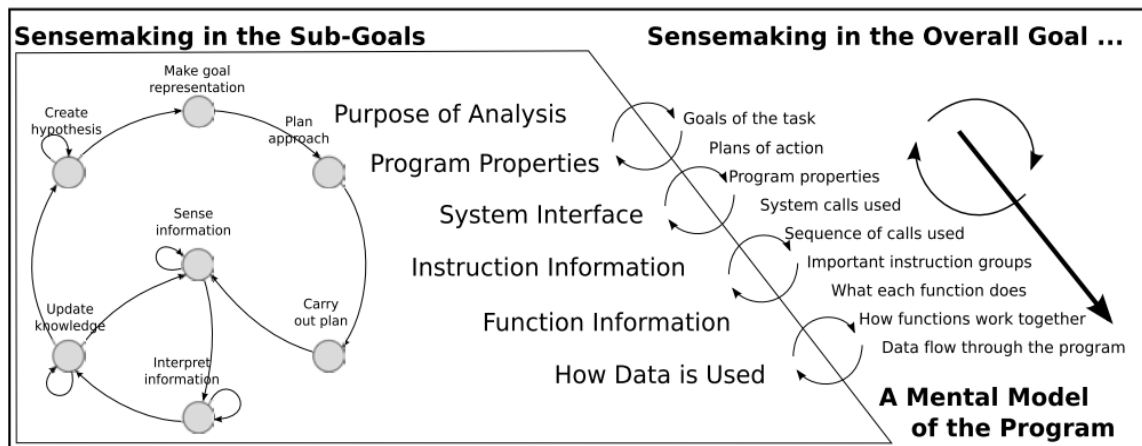 Sensemaking in the Sub-Goals
Sensemaking in the Overall Goal ...
Make goal
representation
Create
hypothesis
Plan
approach
Sense
information
Update
knowledge
Carry
out plan
Interpret
information
Purpose of Analysis
Program Properties
System Interface
Instruction Information
Function Information
How Data is Used
Goals of the task
Plans of action
Program properties
System calls used
Sequence of calls used
Important instruction groups
What each function does
How functions work together
Data flow through the program
A Mental Model
of the Program